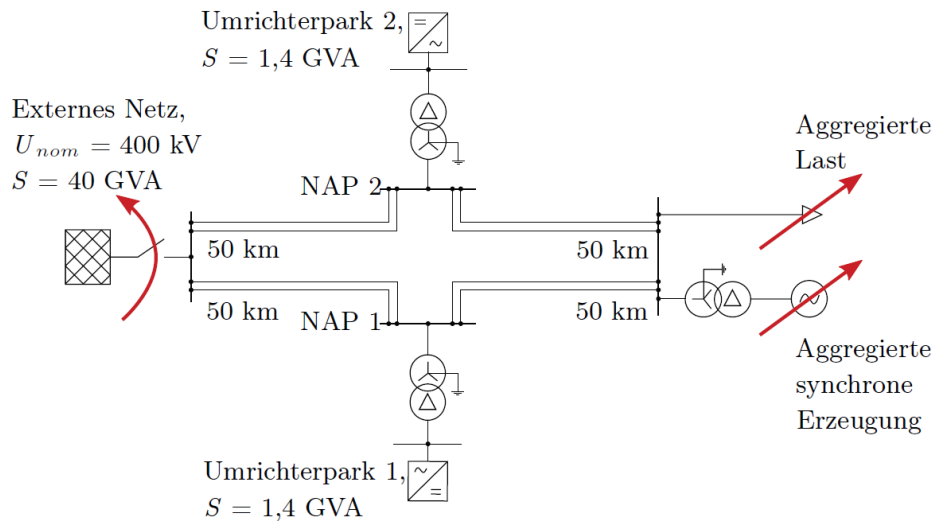 Umrichterpark 2,
S = 1,4 GVA
Externes Netz,
U nom = 400 kV
S = 40 GVA
Aggregierte
Last
NAP 2
50 km
50 km
50 km
50 km
NAP 1
Aggregierte
synchrone
Erzeugung
Umrichterpark 1,
S = 1,4 GVA